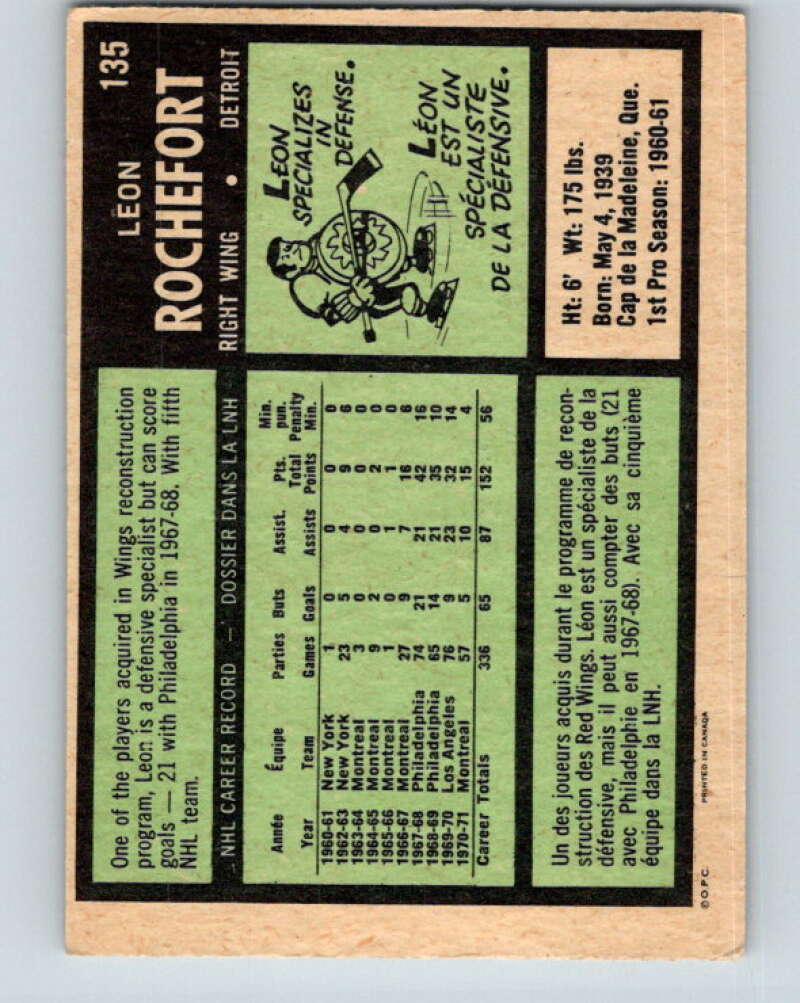 135
LÉON
ROCHEFORT
RIGHT WING • DETROIT
One of the players acquired in Wings reconstruction
program, Leon is a defensive specialist but can score
goals — 21 with Philadelphia in 1967-68. With fifth
NHL team.
LÉON
SPECIALIZES
IN
DEFENSE.
LÉON
EST UN
SPÉCIALISTE
DE LA DÉFENSIVE.
NHL CAREER RECORD — DOSSIER DANS LA LNH
Année Équipe Parties Buts Assist. Pts. Min. pun.
Year Team Games Goals Assists Total Points Penalty Min.
1960-61 New York 1 0 0 0 0
1962-63 New York 23 5 4 9 6
1963-64 Montreal 3 0 0 0 0
1964-65 Montreal 9 2 0 2 0
1965-66 Montreal 1 0 1 1 0
1966-67 Montreal 27 9 7 16 6
1967-68 Philadelphia 74 21 21 42 16
1968-69 Philadelphia 65 14 21 35 10
1969-70 Los Angeles 76 9 23 32 14
1970-71 Montreal 57 5 10 15 4
Career Totals 336 65 87 152 56
Ht: 6' Wt: 175 lbs.
Born: May 4, 1939
Cap de la Madeleine, Que.
1st Pro Season: 1960-61
Un des joueurs acquis durant le programme de recon-
struction des Red Wings. Léon est un spécialiste de la
défensive, mais il peut aussi compter des buts (21
avec Philadelphie en 1967-68). Avec sa cinquième
équipe dans la LNH.
© O.P.C. PRINTED IN CANADA